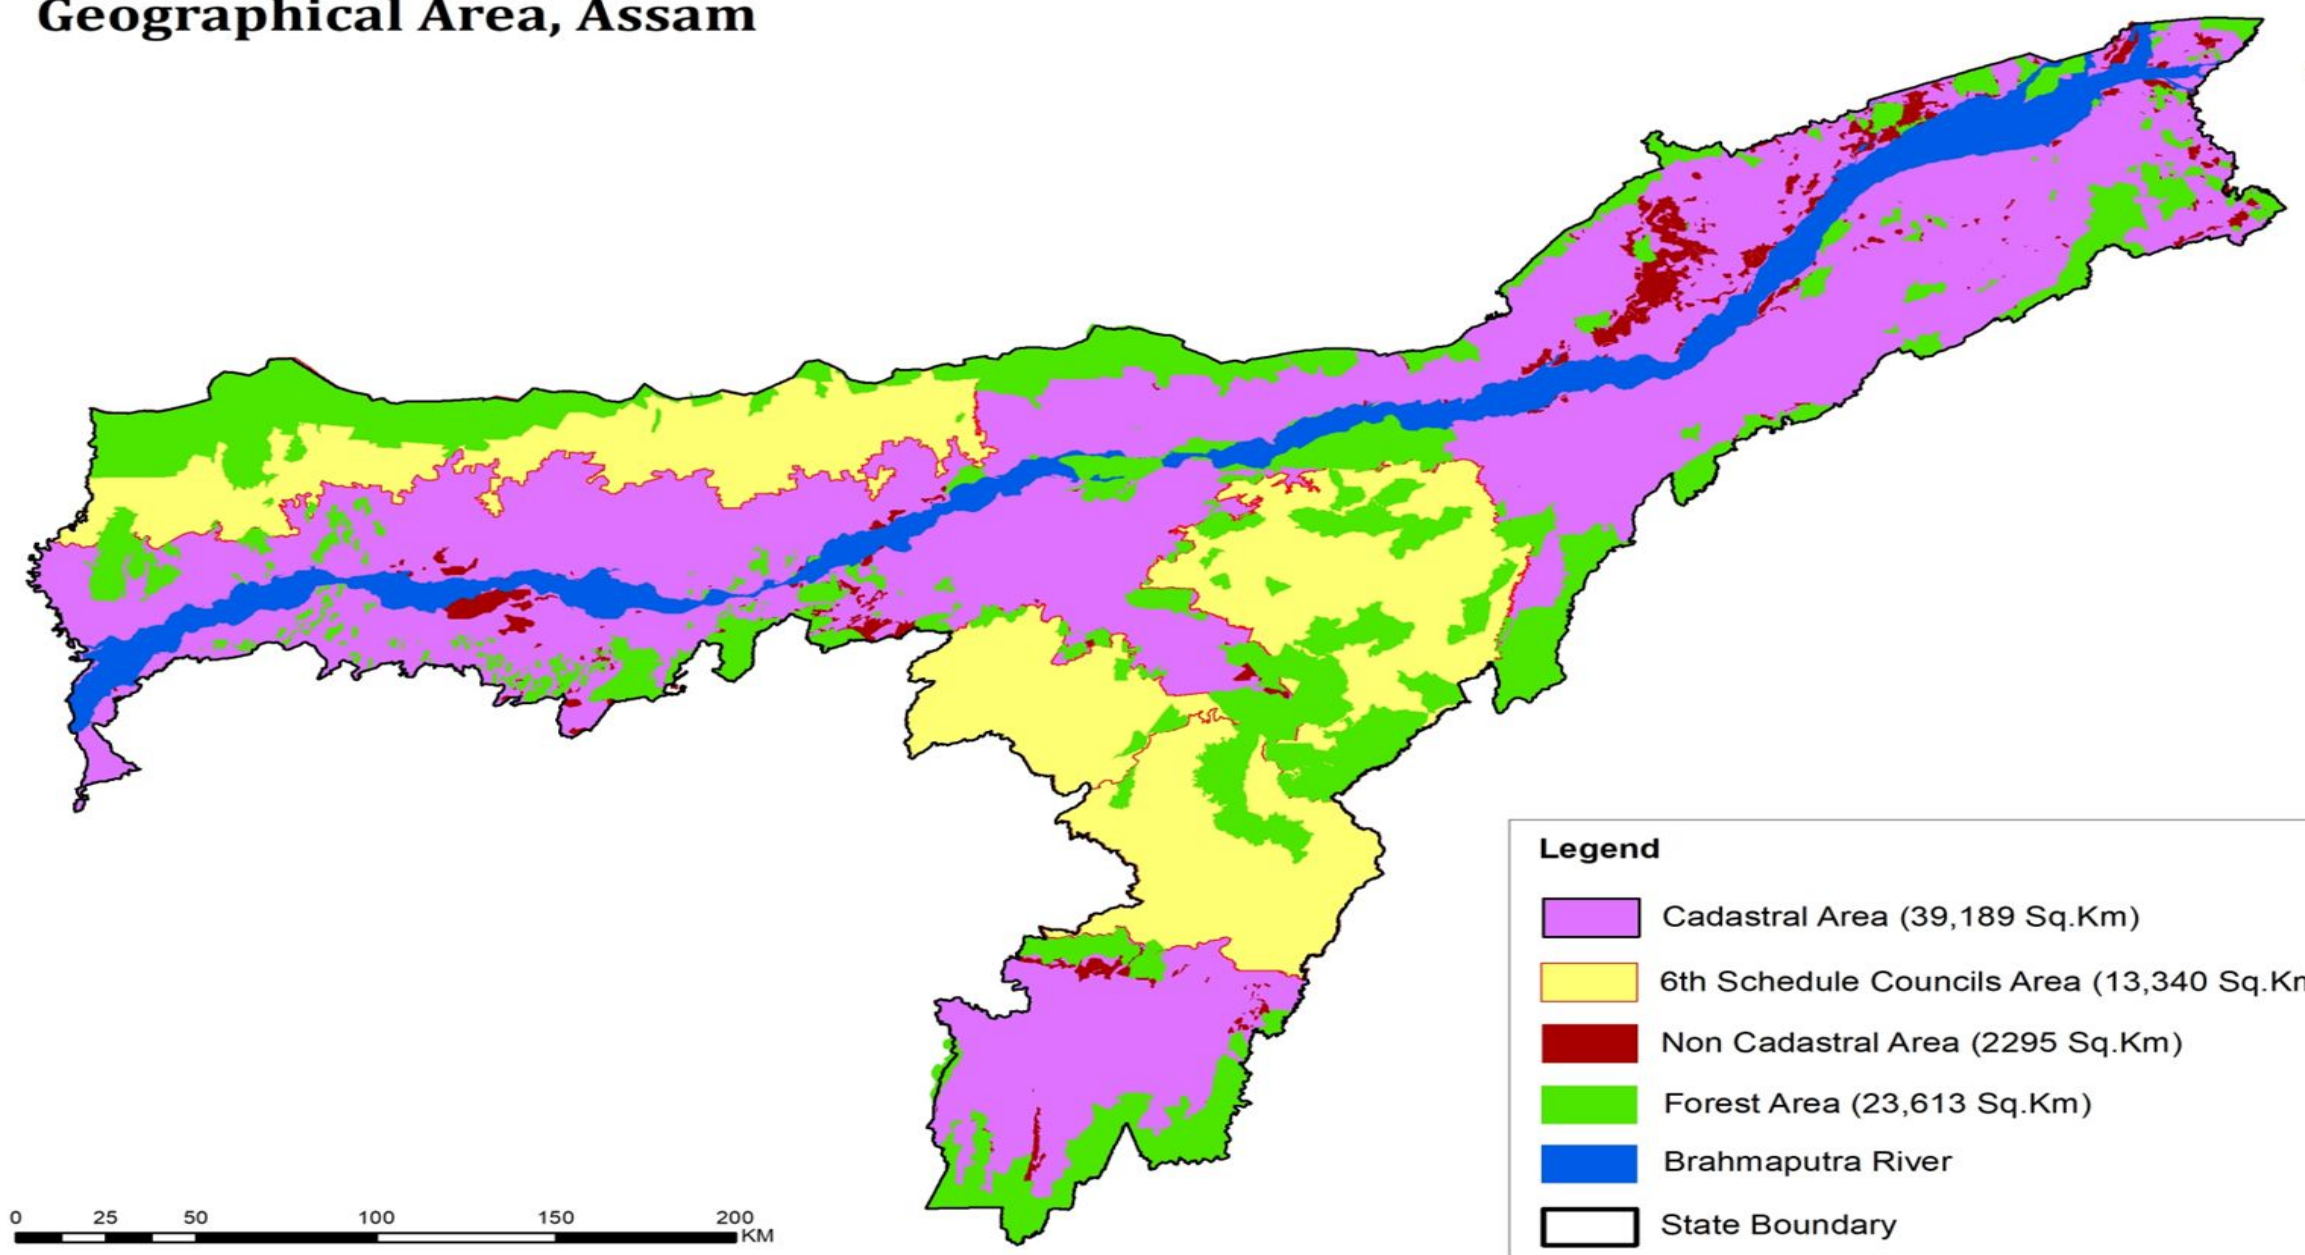 Geographical Area, Assam
Legend
Cadastral Area (39,189 Sq.Km)
6th Schedule Councils Area (13,340 Sq.Km
Non Cadastral Area (2295 Sq.Km)
Forest Area (23,613 Sq.Km)
Brahmaputra River
State Boundary
0 25 50 100 150 200
KM